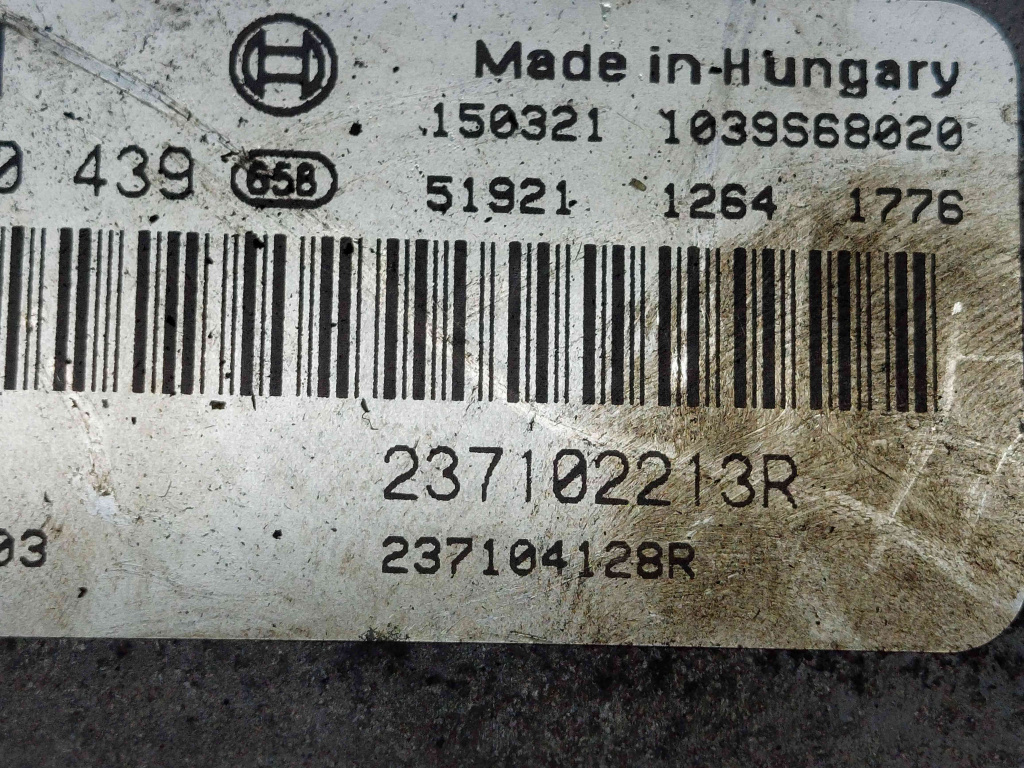 Made in Hungary
150321 1039S68020
0 439 658
51921 1264 1776
237102213R
03
237104128R